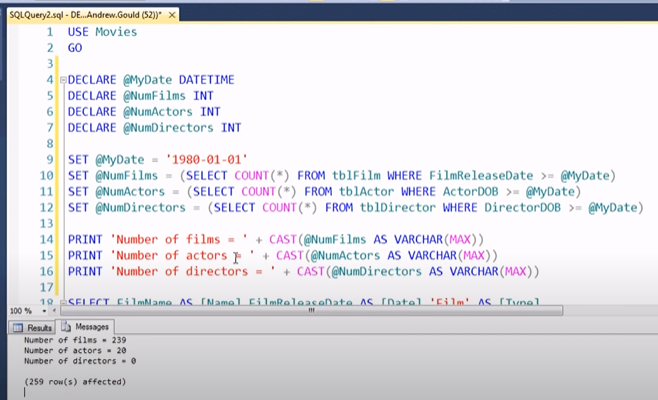 SQLQuery2.sql - DE...Andrew.Gould (52))* ×
1 USE Movies
2 GO
3
4 DECLARE @MyDate DATETIME
5 DECLARE @NumFilms INT
6 DECLARE @NumActors INT
7 DECLARE @NumDirectors INT
8
9 SET @MyDate = '1980-01-01'
10 SET @NumFilms = (SELECT COUNT(*) FROM tblFilm WHERE FilmReleaseDate >= @MyDate)
11 SET @NumActors = (SELECT COUNT(*) FROM tblActor WHERE ActorDOB >= @MyDate)
12 SET @NumDirectors = (SELECT COUNT(*) FROM tblDirector WHERE DirectorDOB >= @MyDate)
13
14 PRINT 'Number of films = ' + CAST(@NumFilms AS VARCHAR(MAX))
15 PRINT 'Number of actors = ' + CAST(@NumActors AS VARCHAR(MAX))
16 PRINT 'Number of directors = ' + CAST(@NumDirectors AS VARCHAR(MAX))
17
18 SELECT FilmName AS [Name],FilmReleaseDate AS [Date],'Film' AS [Type]
100 %
Results Messages
Number of films = 239
Number of actors = 20
Number of directors = 0
(259 row(s) affected)